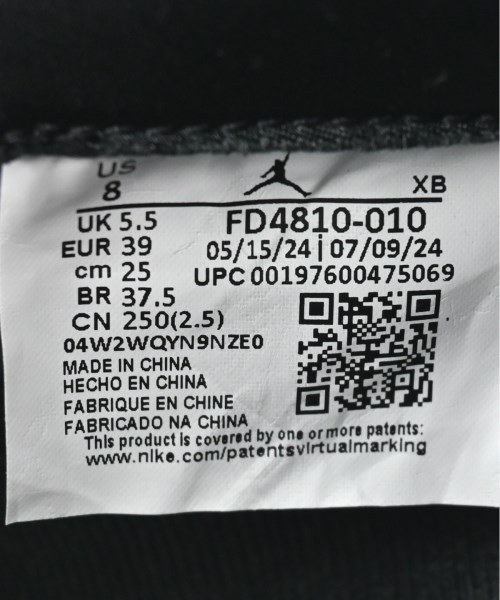 US
8
XB
UK 5.5
FD4810-010
EUR 39
05/15/24 | 07/09/24
cm 25
UPC 00197600475069
BR 37.5
CN 250(2.5)
04W2WQYN9NZE0
MADE IN CHINA
HECHO EN CHINA
FABRIQUE EN CHINE
FABRICADO NA CHINA
This product is covered by one or more patents:
www.nike.com/patentsvirtualmarking